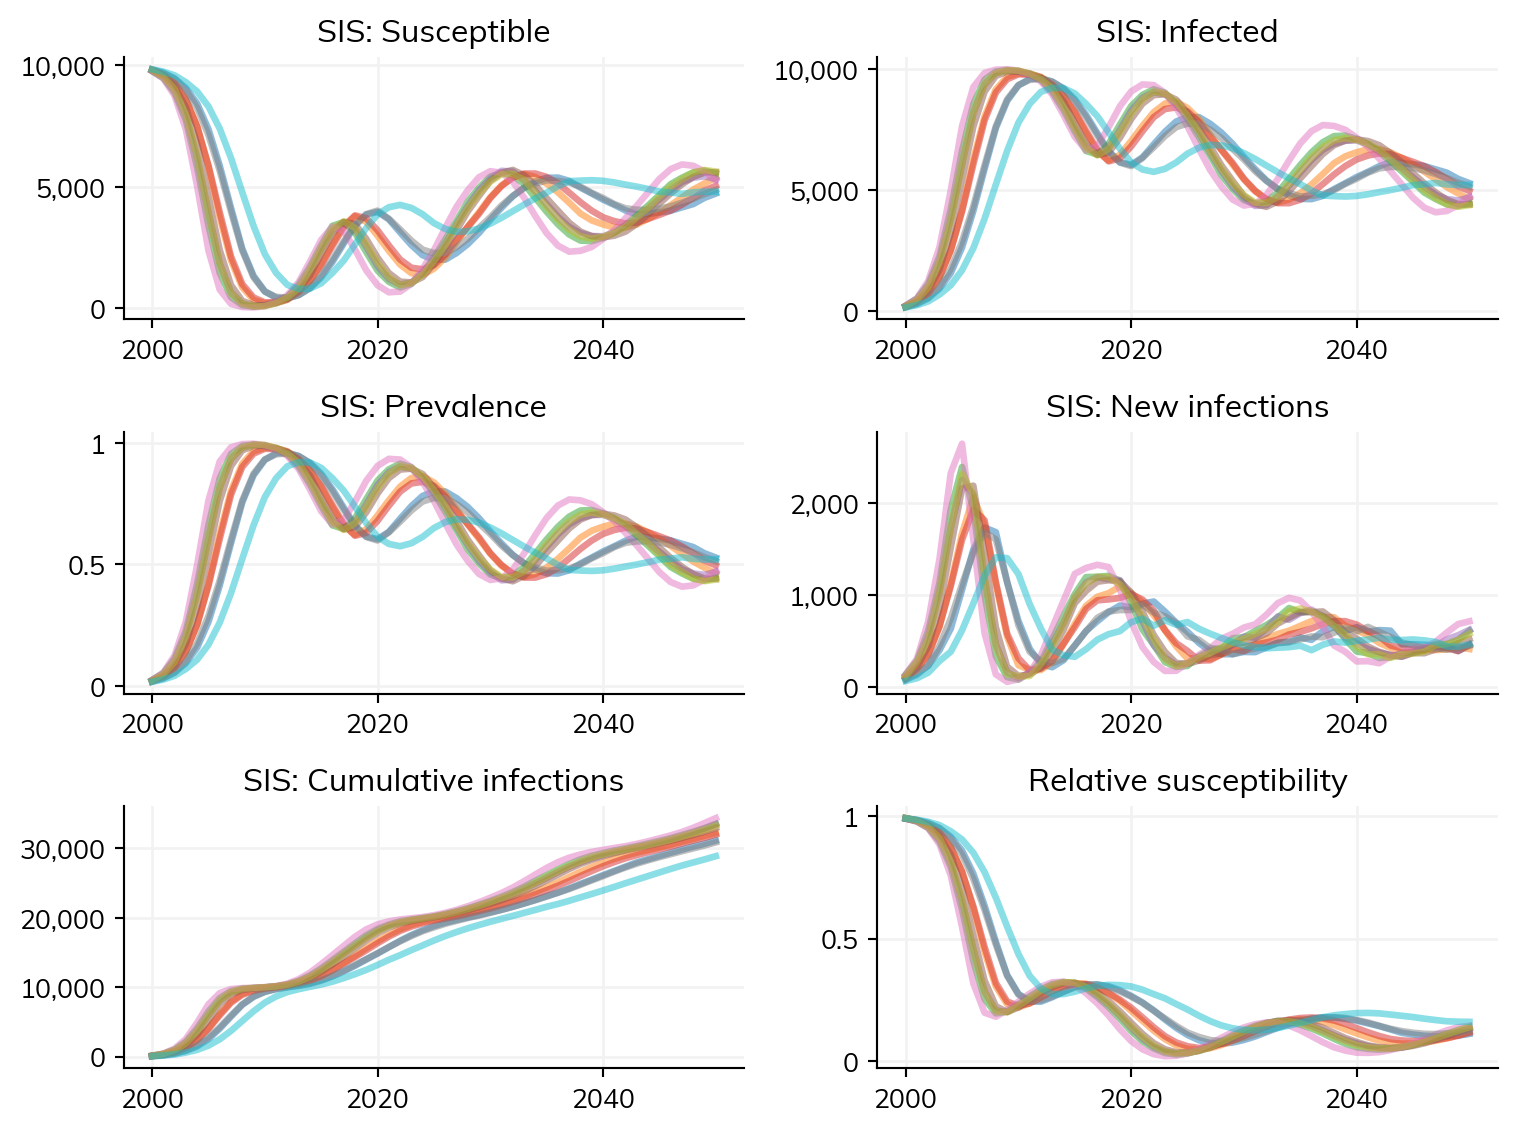 SIS: Susceptible
10,000
5,000
0
2000 2020 2040
SIS: Infected
10,000
5,000
0
2000 2020 2040
SIS: Prevalence
1
0.5
0
2000 2020 2040
SIS: New infections
2,000
1,000
0
2000 2020 2040
SIS: Cumulative infections
30,000
20,000
10,000
0
2000 2020 2040
Relative susceptibility
1
0.5
0
2000 2020 2040